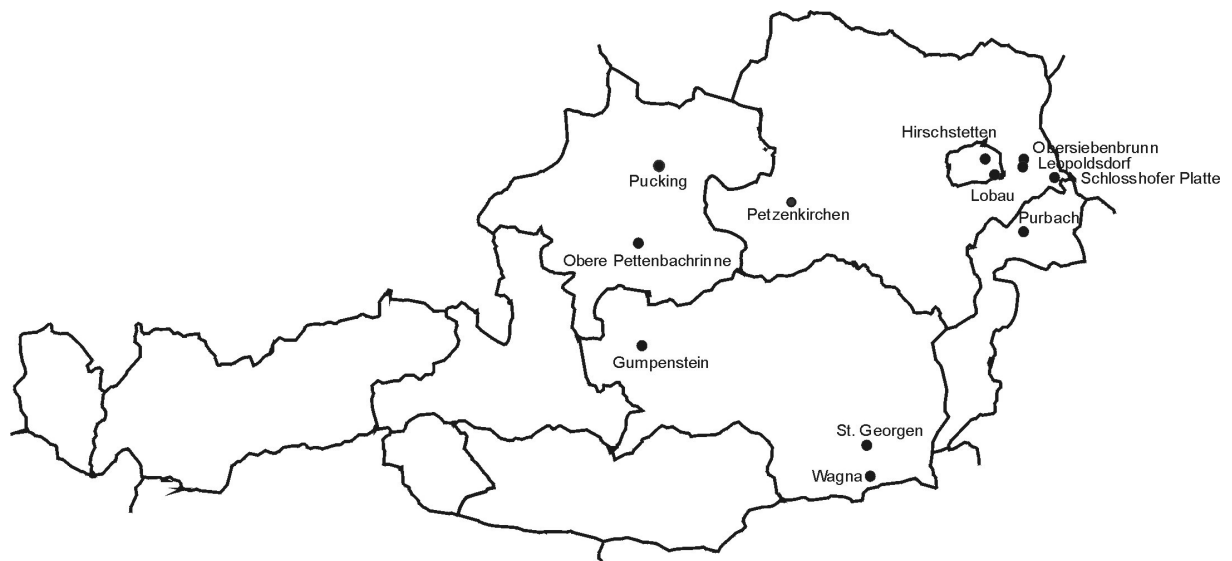 Hirschstetten
Obersiebenbrunn
Leopoldsdorf
Schlosshofer Platte
Pucking
Lobau
Petzenkirchen
Purbach
Obere Pettenbachrinne
Gumpenstein
St. Georgen
Wagna